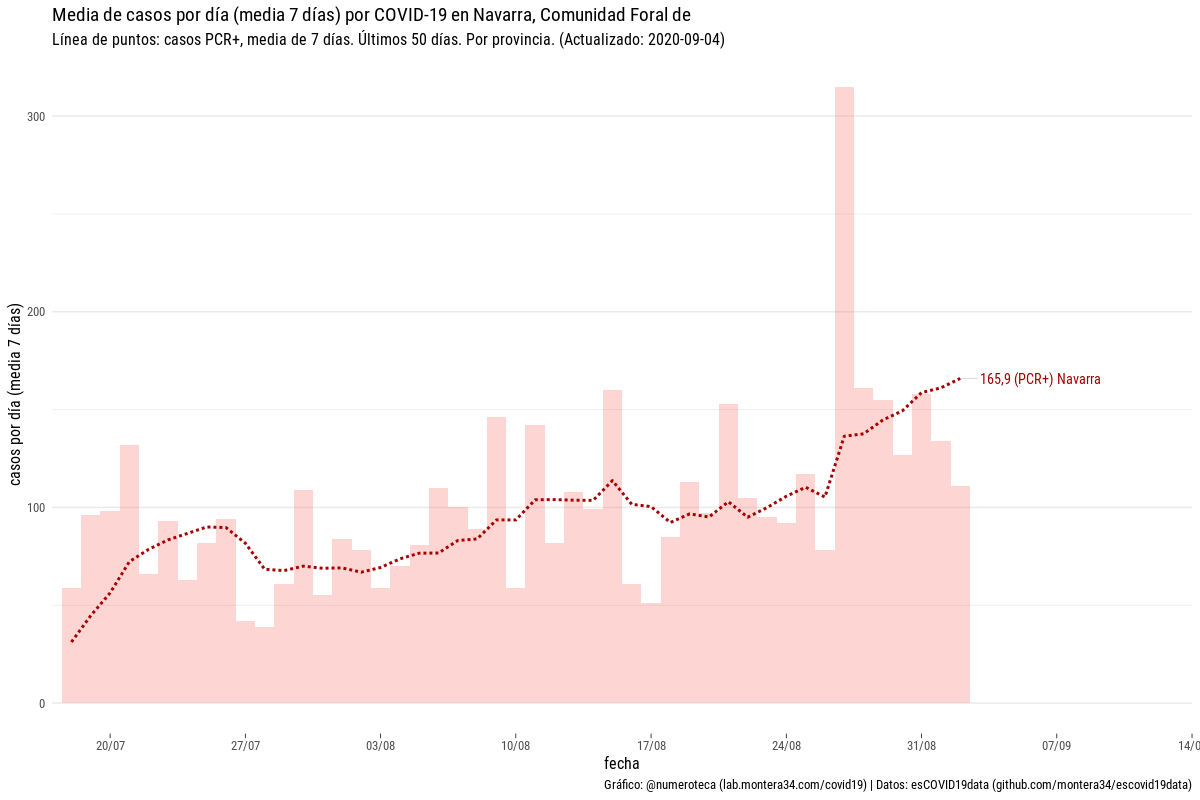 Media de casos por día (media 7 días) por COVID-19 en Navarra, Comunidad Foral de
Línea de puntos: casos PCR+, media de 7 días. Últimos 50 días. Por provincia. (Actualizado: 2020-09-04)
casos por día (media 7 días)
300
200
100
0
165,9 (PCR+) Navarra
20/07
27/07
03/08
10/08
17/08
24/08
31/08
07/09
14/0
fecha
Gráfico: @numeroteca (lab.montera34.com/covid19) | Datos: esCOVID19data (github.com/montera34/escovid19data)